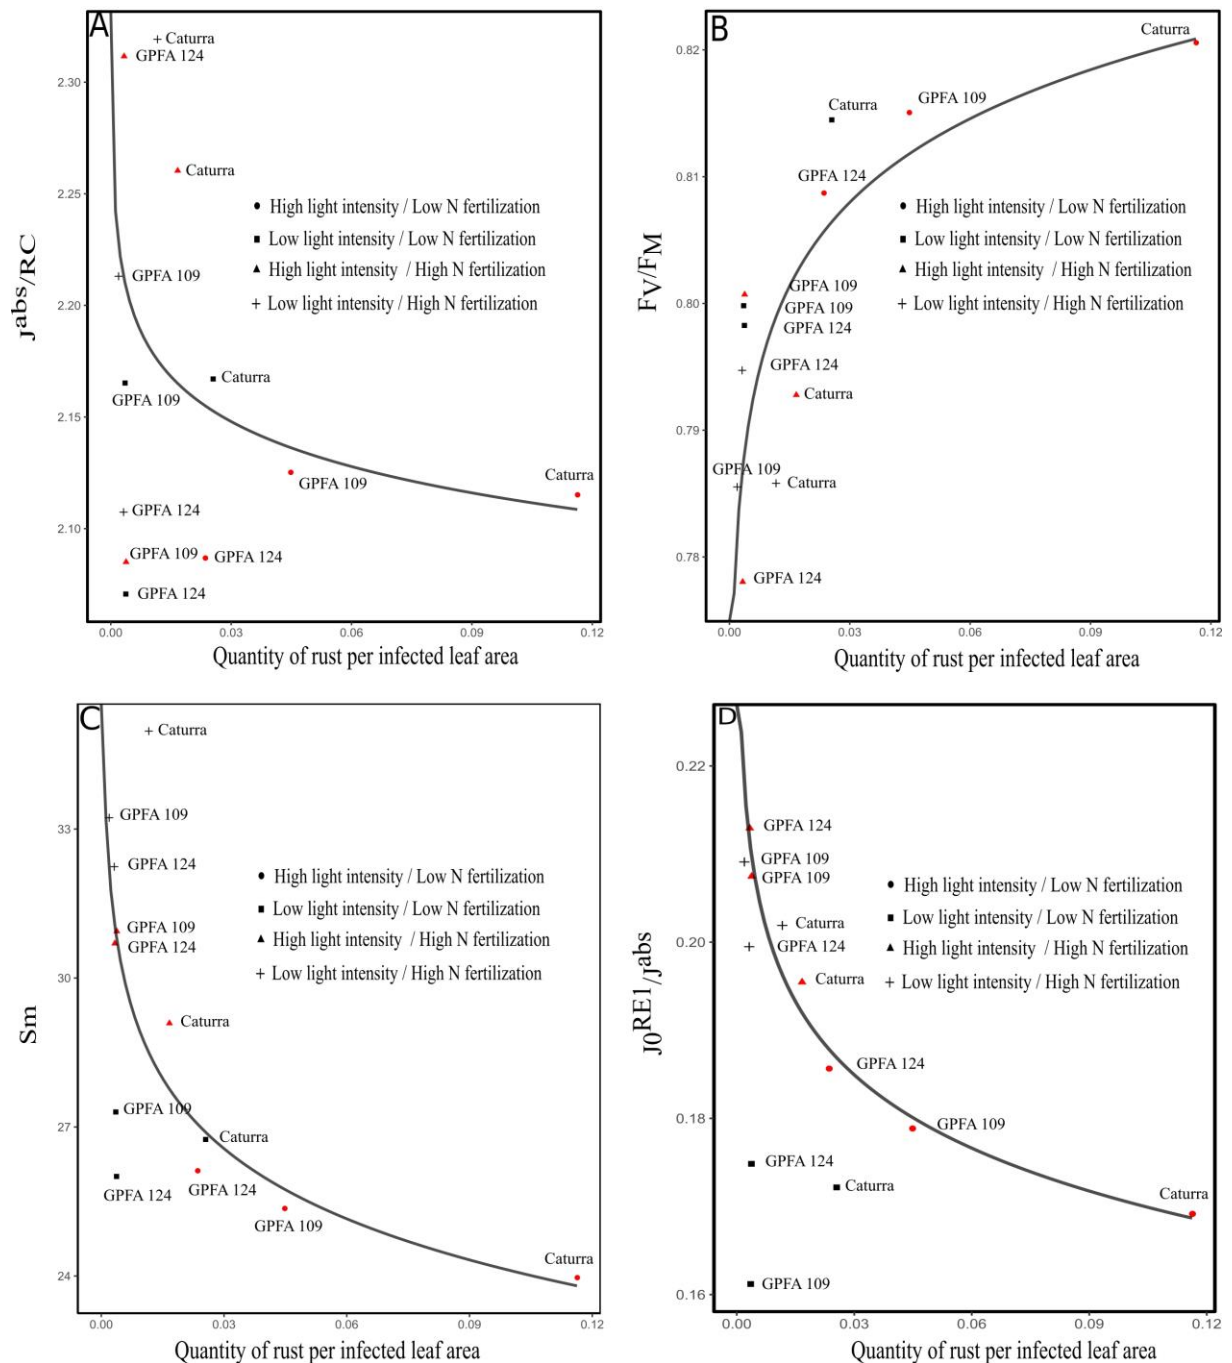 A
Caturra
GPFA 124
2.30
Caturra
2.25
High light intensity / Low N fertilization
Low light intensity / Low N fertilization
High light intensity / High N fertilization
Low light intensity / High N fertilization
GPFA 109
J^abs/RC
2.20
Caturra
GPFA 109
2.15
Caturra
GPFA 109
GPFA 124
2.10
GPFA 109
GPFA 124
GPFA 124
0.00 0.03 0.06 0.09 0.12
Quantity of rust per infected leaf area
B
Caturra
0.82
GPFA 109
Caturra
0.81
GPFA 124
High light intensity / Low N fertilization
Low light intensity / Low N fertilization
High light intensity / High N fertilization
Low light intensity / High N fertilization
FV/FM
GPFA 109
0.80
GPFA 109
GPFA 124
GPFA 124
Caturra
0.79
GPFA 109
Caturra
0.78
GPFA 124
0.00 0.03 0.06 0.09 0.12
Quantity of rust per infected leaf area
C
Caturra
33
GPFA 109
GPFA 124
High light intensity / Low N fertilization
Low light intensity / Low N fertilization
High light intensity / High N fertilization
Low light intensity / High N fertilization
GPFA 109
GPFA 124
30
Sm
Caturra
GPFA 109
27
Caturra
GPFA 124
GPFA 124
GPFA 109
Caturra
24
0.00 0.03 0.06 0.09 0.12
Quantity of rust per infected leaf area
D
0.22
GPFA 124
GPFA 109
GPFA 109
High light intensity / Low N fertilization
Low light intensity / Low N fertilization
High light intensity / High N fertilization
Low light intensity / High N fertilization
Caturra
0.20
GPFA 124
J0^RE1/J^abs
Caturra
GPFA 124
0.18
GPFA 109
GPFA 124
Caturra
Caturra
0.16
GPFA 109
0.00 0.03 0.06 0.09 0.12
Quantity of rust per infected leaf area